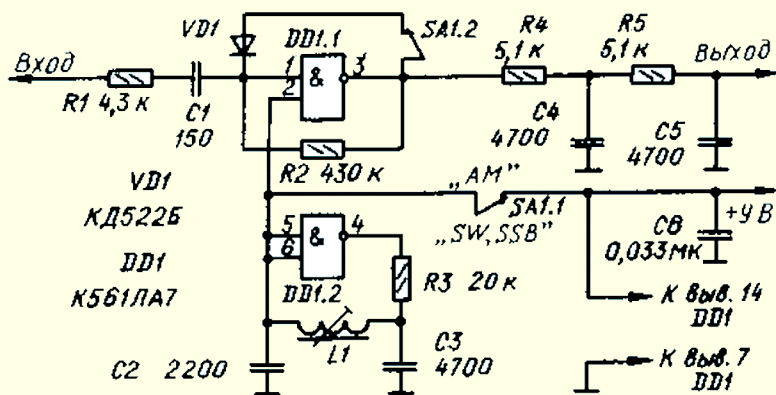 VD1
DD1.1
SA1.2
R4
5,1 к
R5
5,1 к
Вход
Выход
1
2
&
3
R1 4,3 к
C1
150
R2 430 к
C4
4700
C5
4700
VD1
КД522Б
DD1
К561ЛА7
„АМ”
SA1.1
„SW, SSB”
+9 В
C6
0,033 мк
5
6
&
4
DD1.2
R3 20 к
L1
C2 2200
C3
4700
К выв. 14
DD1
К выв. 7
DD1